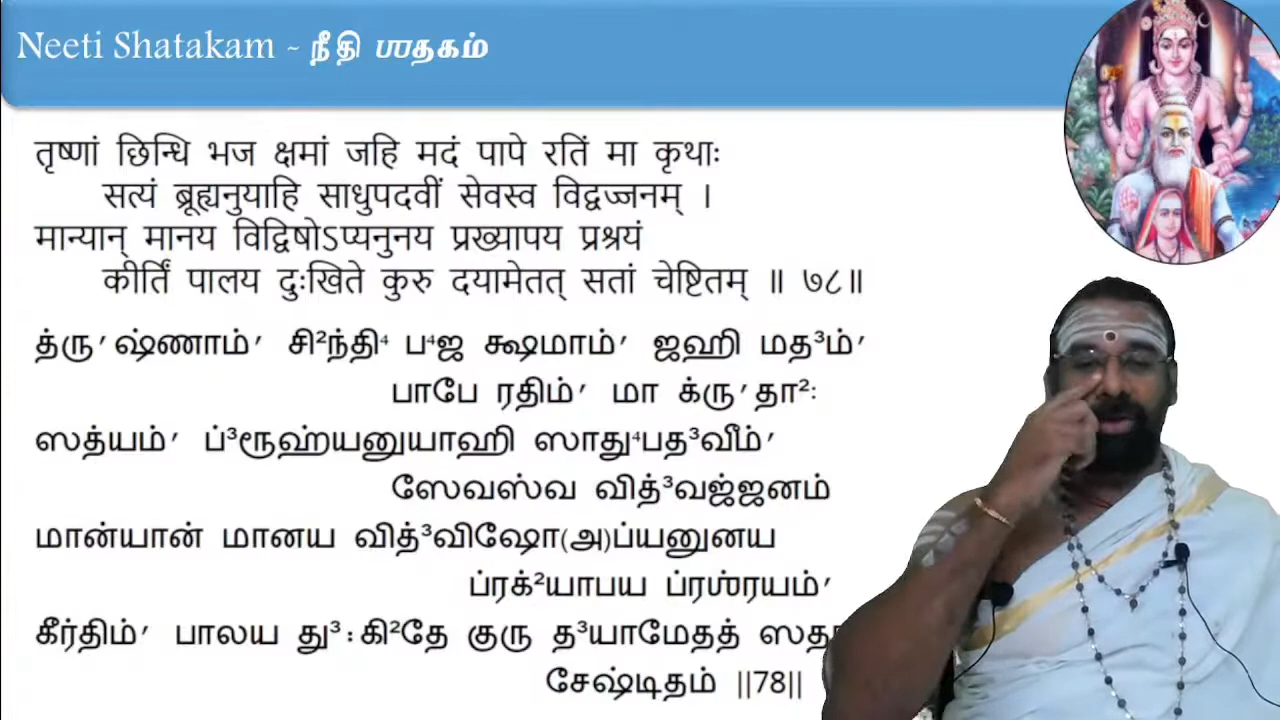 Neeti Shatakam ~ நீதி ஶதகம்
तृष्णां छिन्धि भज क्षमां जहि मदं पापे रतिं मा कृथाः
सत्यं ब्रूह्यनुयाहि साधुपदवीं सेवस्व विद्वज्जनम् ।
मान्यान् मानय विद्विषोऽप्यनुनय प्रख्यापय प्रश्रयं
कीर्तिं पालय दुःखिते कुरु दयामेतत् सतां चेष्टितम् ॥ ७८॥
த்ரு’ஷ்ணாம்’ சி²ந்தி⁴ ப⁴ஜ க்ஷமாம்’ ஜஹி மத³ம்’
பாபே ரதிம்’ மா க்ரு’தா²꞉
ஸத்யம்’ ப்³ரூஹ்யனுயாஹி ஸாது⁴பத³வீம்’
ஸேவஸ்வ வித்³வஜ்ஜனம்
மான்யான் மானய வித்³விஷோ(அ)ப்யனுனய
ப்ரக்²யாபய ப்ரஶ்ரயம்’
கீர்திம்’ பாலய து³꞉கி²தே குரு த³யாமேதத்
சேஷ்டிதம் ||78||